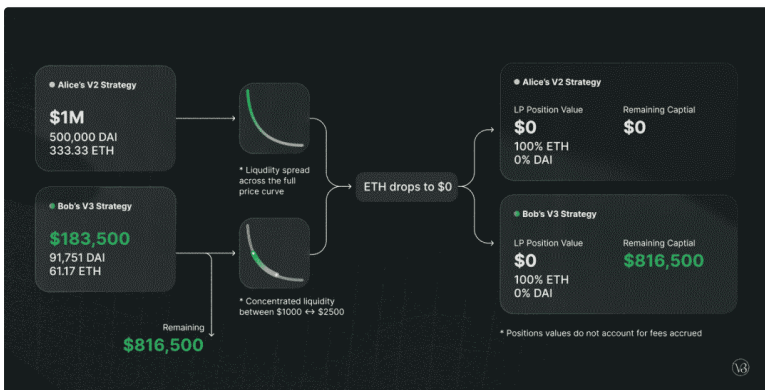 Alice's V2 Strategy
$1M
500,000 DAI
333.33 ETH
* Liqudiity spread
across the full
price curve
Bob's V3 Strategy
$183,500
91,751 DAI
61.17 ETH
Remaining
$816,500
* Concentrated liquidity
between $1000 ↔ $2500
ETH drops to $0
Alice's V2 Strategy
LP Position Value
Remaining Captial
$0
$0
100% ETH
0% DAI
Bob's V3 Strategy
LP Position Value
Remaining Captial
$0
$816,500
100% ETH
0% DAI
* Positions values do not account for fees accrued
V3